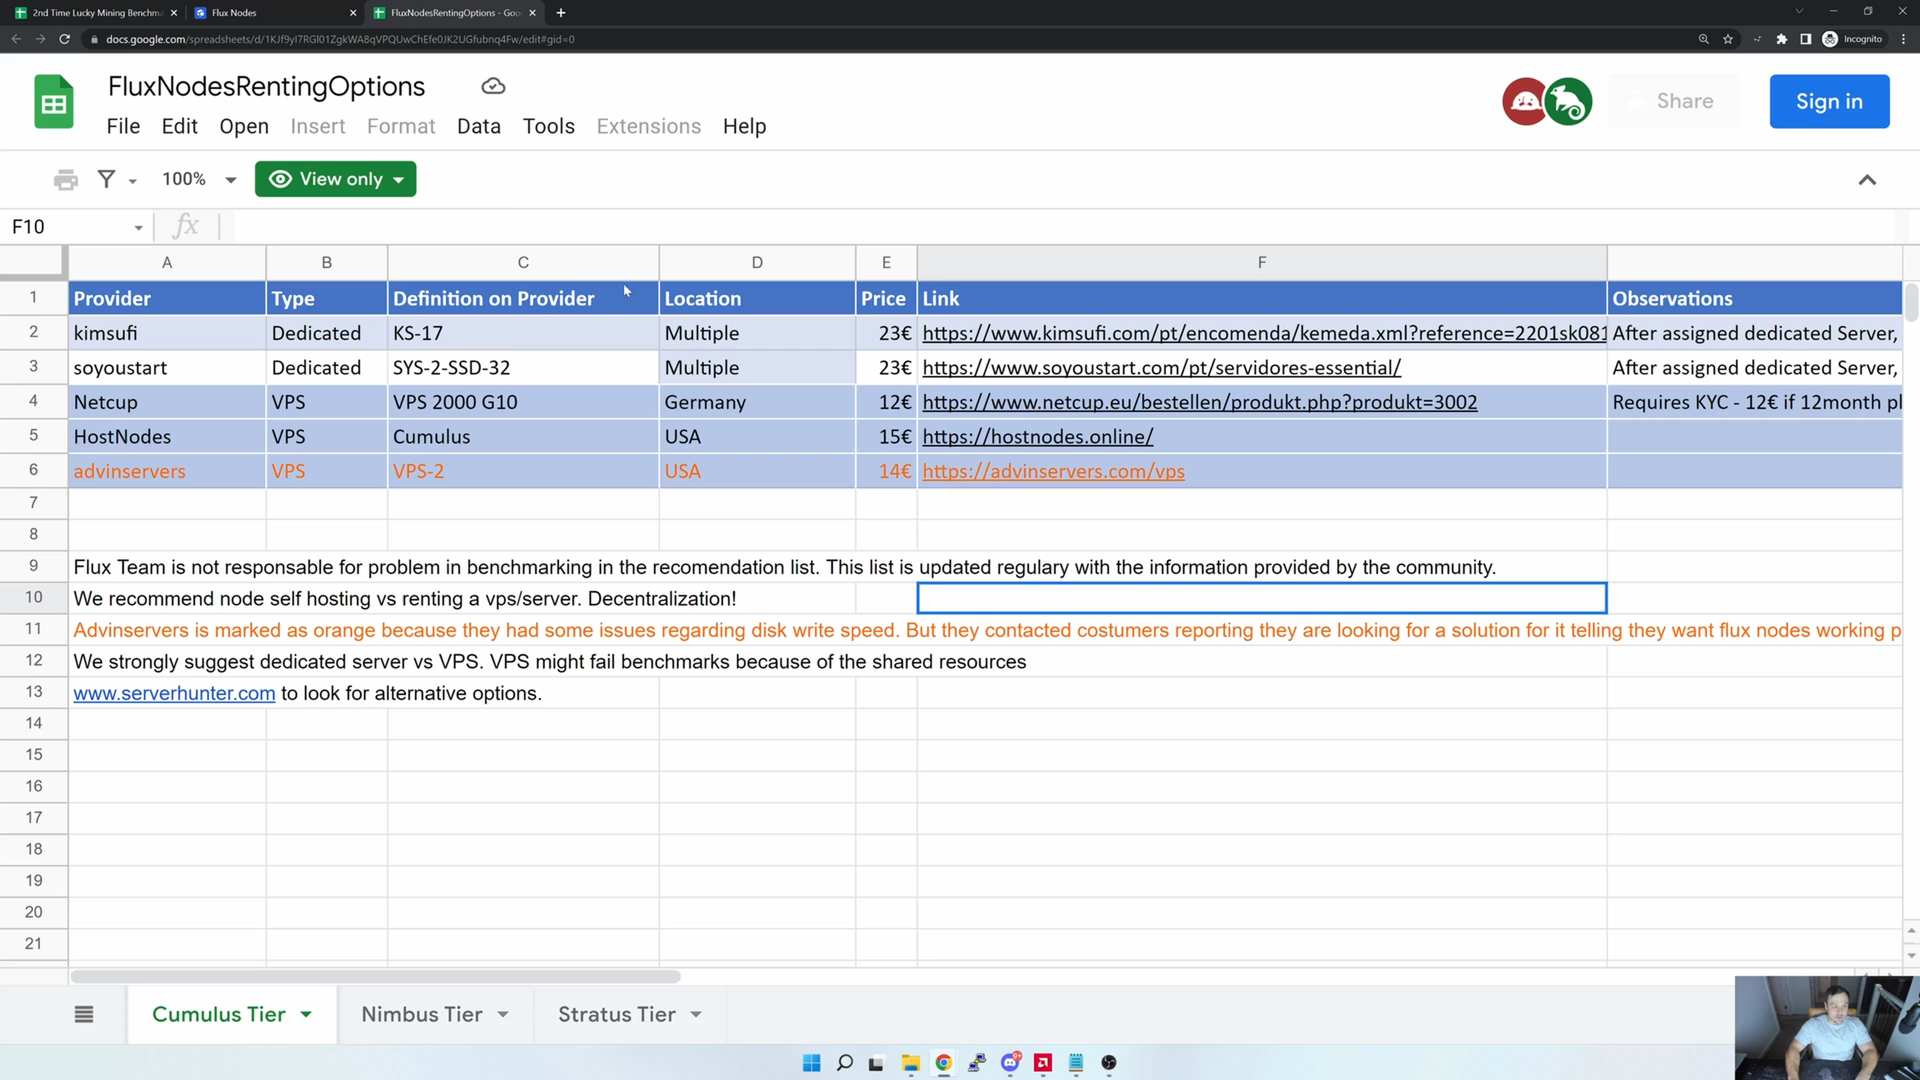 2nd Time Lucky Mining Benchm
Flux Nodes
FluxNodesRentingOptions - Goo
docs.google.com/spreadsheets/d/1KJf9yI7RGI01ZgkWA8qVPQUwChEfe0JK2UGfubnq4Fw/edit#gid=0
Incognito
FluxNodesRentingOptions
File Edit Open Insert Format Data Tools Extensions Help
Share
Sign in
100%
View only
F10
fx
A B C D E F
1 Provider Type Definition on Provider Location Price Link Observations
2 kimsufi Dedicated KS-17 Multiple 23€ https://www.kimsufi.com/pt/encomenda/kemeda.xml?reference=2201sk081 After assigned dedicated Server,
3 soyoustart Dedicated SYS-2-SSD-32 Multiple 23€ https://www.soyoustart.com/pt/servidores-essential/ After assigned dedicated Server,
4 Netcup VPS VPS 2000 G10 Germany 12€ https://www.netcup.eu/bestellen/produkt.php?produkt=3002 Requires KYC - 12€ if 12month pl
5 HostNodes VPS Cumulus USA 15€ https://hostnodes.online/
6 advinservers VPS VPS-2 USA 14€ https://advinservers.com/vps
7
8
9 Flux Team is not responsible for problem in benchmarking in the recomendation list. This list is updated regulary with the information provided by the community.
10 We recommend node self hosting vs renting a vps/server. Decentralization!
11 Advinservers is marked as orange because they had some issues regarding disk write speed. But they contacted costumers reporting they are looking for a solution for it telling they want flux nodes working p
12 We strongly suggest dedicated server vs VPS. VPS might fail benchmarks because of the shared resources
13 www.serverhunter.com to look for alternative options.
14
15
16
17
18
19
20
21
Cumulus Tier Nimbus Tier Stratus Tier